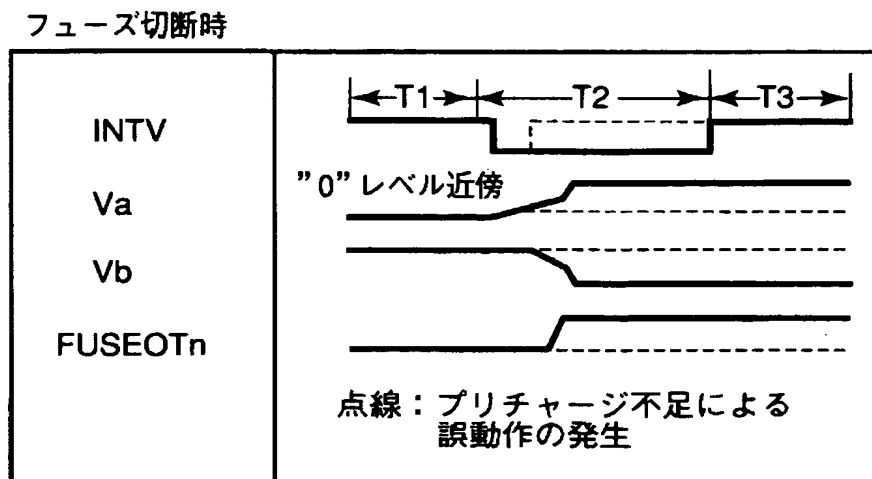 フューズ切断時
T1 T2 T3
INTV
"0"レベル近傍
Va
Vb
FUSEOTn
点線：プリチャージ不足による
誤動作の発生